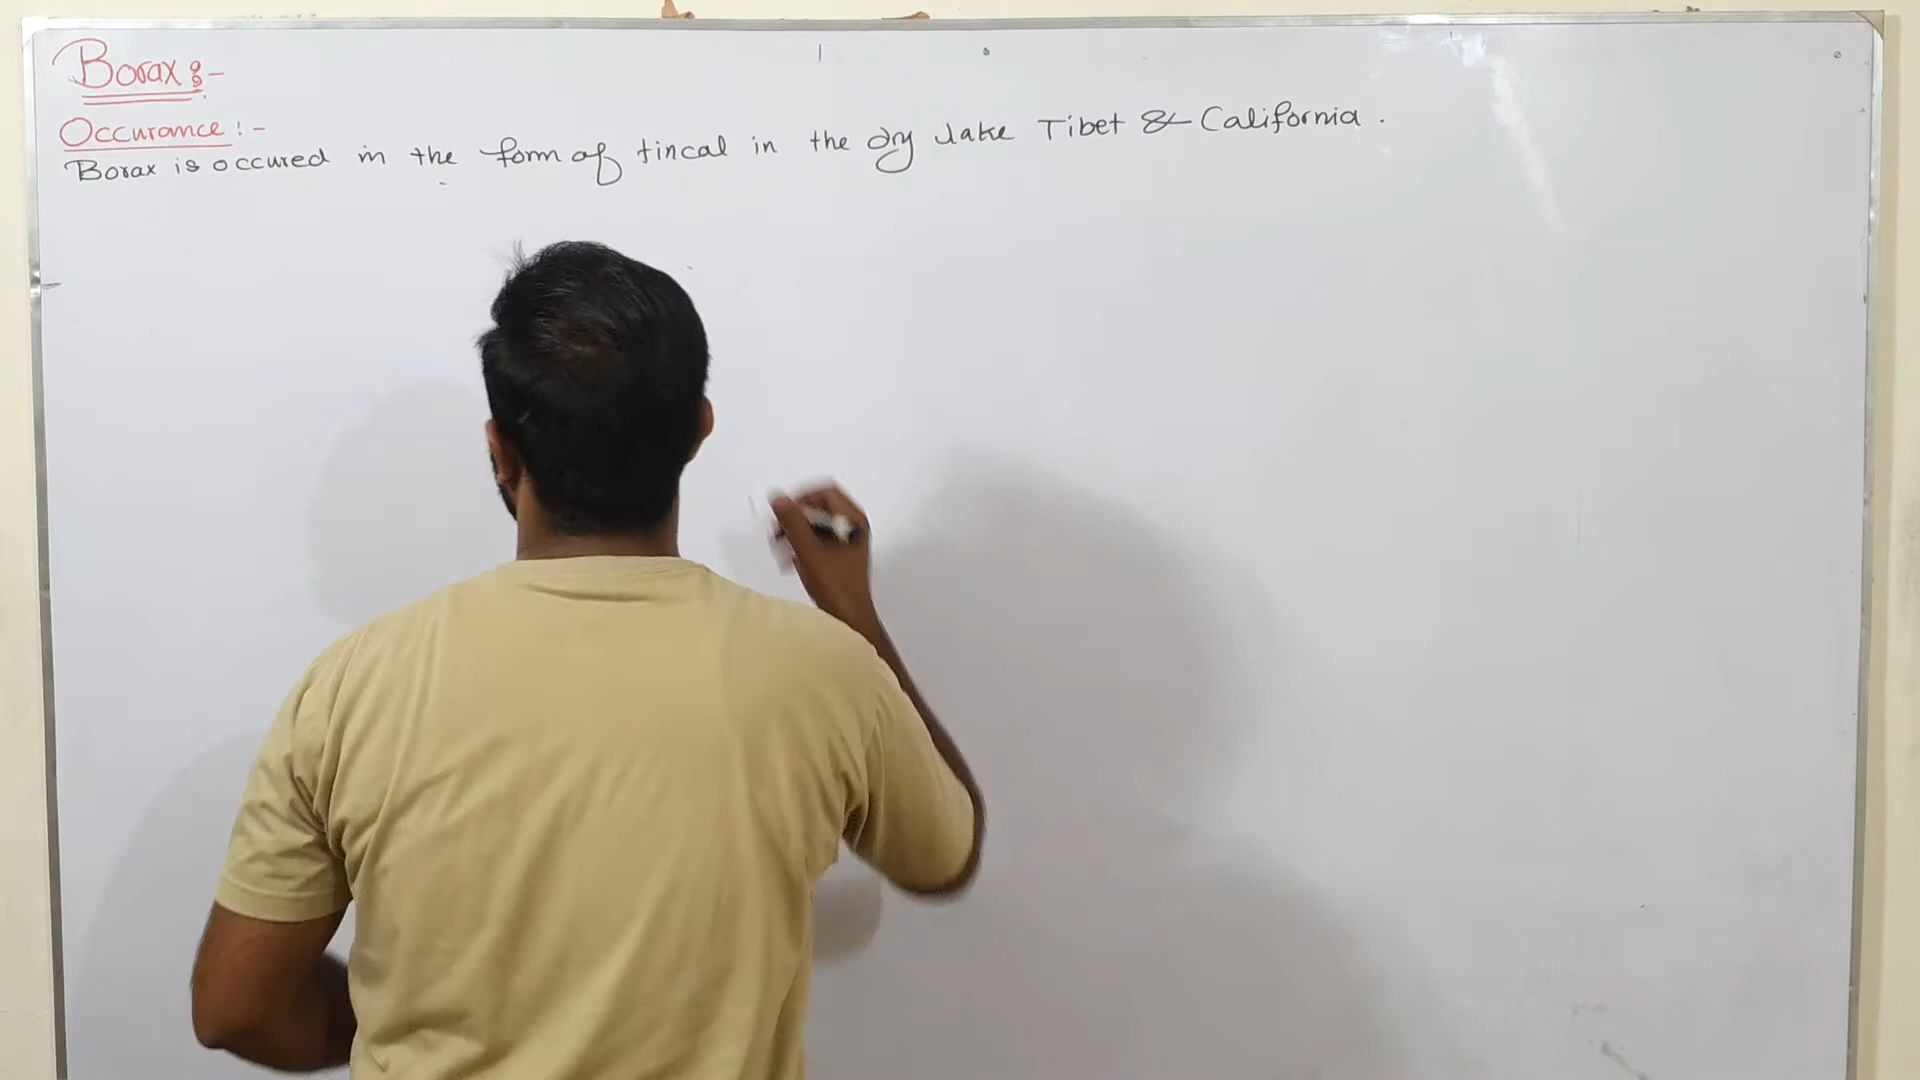 Borax :-
Occurance : -
Borax is occured in the form of tincal in the dry lake Tibet & California .